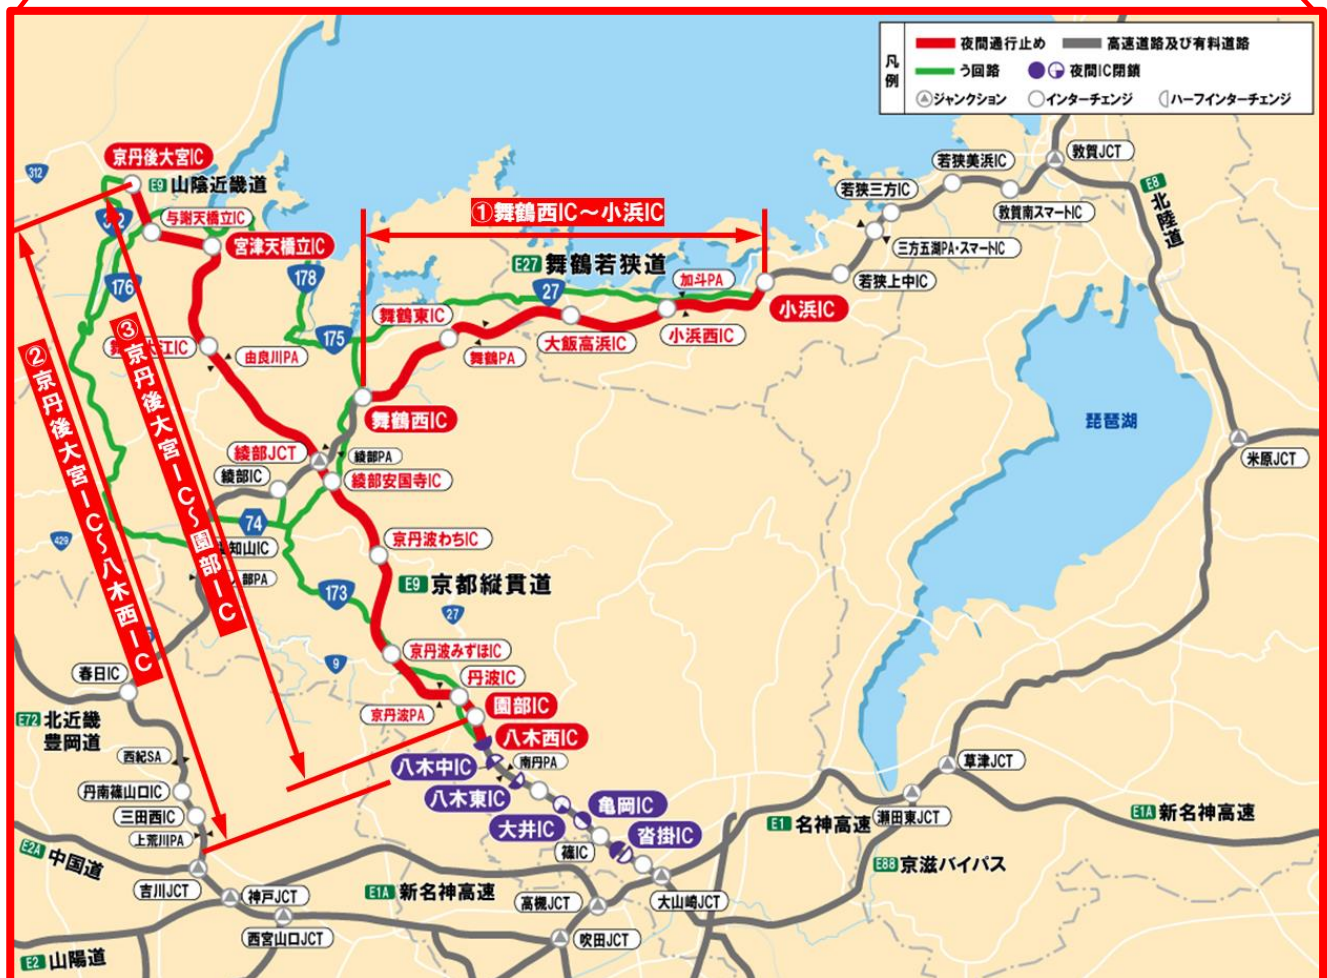 凡例
夜間通行止め
高速道路及び有料道路
う回路
夜間IC閉鎖
ジャンクション
インターチェンジ
ハーフインターチェンジ
京丹後大宮IC
312
E9 山陰近畿道
与謝天橋立IC
宮津天橋立IC
176
178
175
①舞鶴西IC～小浜IC
E27 舞鶴若狭道
27
加斗PA
舞鶴東IC
舞鶴PA
大飯高浜IC
小浜西IC
小浜IC
若狭上中IC
三方五湖PA・スマートIC
若狭三方IC
若狭美浜IC
敦賀南スマートIC
敦賀JCT
E8 北陸道
江IC
由良川PA
舞鶴西IC
綾部JCT
綾部PA
綾部IC
綾部安国寺IC
74
429
知山IC
部PA
②京丹後大宮IC～八木西IC
③京丹後大宮IC～園部IC
京丹波わちIC
E9 京都縦貫道
173
27
9
京丹波みずほIC
丹波IC
京丹波PA
園部IC
八木西IC
南丹PA
八木中IC
八木東IC
亀岡IC
大井IC
沓掛IC
篠IC
春日IC
E72 北近畿
豊岡道
西紀SA
丹南篠山口IC
三田西IC
上荒川PA
E2A 中国道
吉川JCT
神戸JCT
西宮山口JCT
E2 山陽道
E1A 新名神高速
高槻JCT
吹田JCT
大山崎JCT
E1 名神高速
瀬田東JCT
E88 京滋バイパス
草津JCT
E1A 新名神高速
琵琶湖
米原JCT